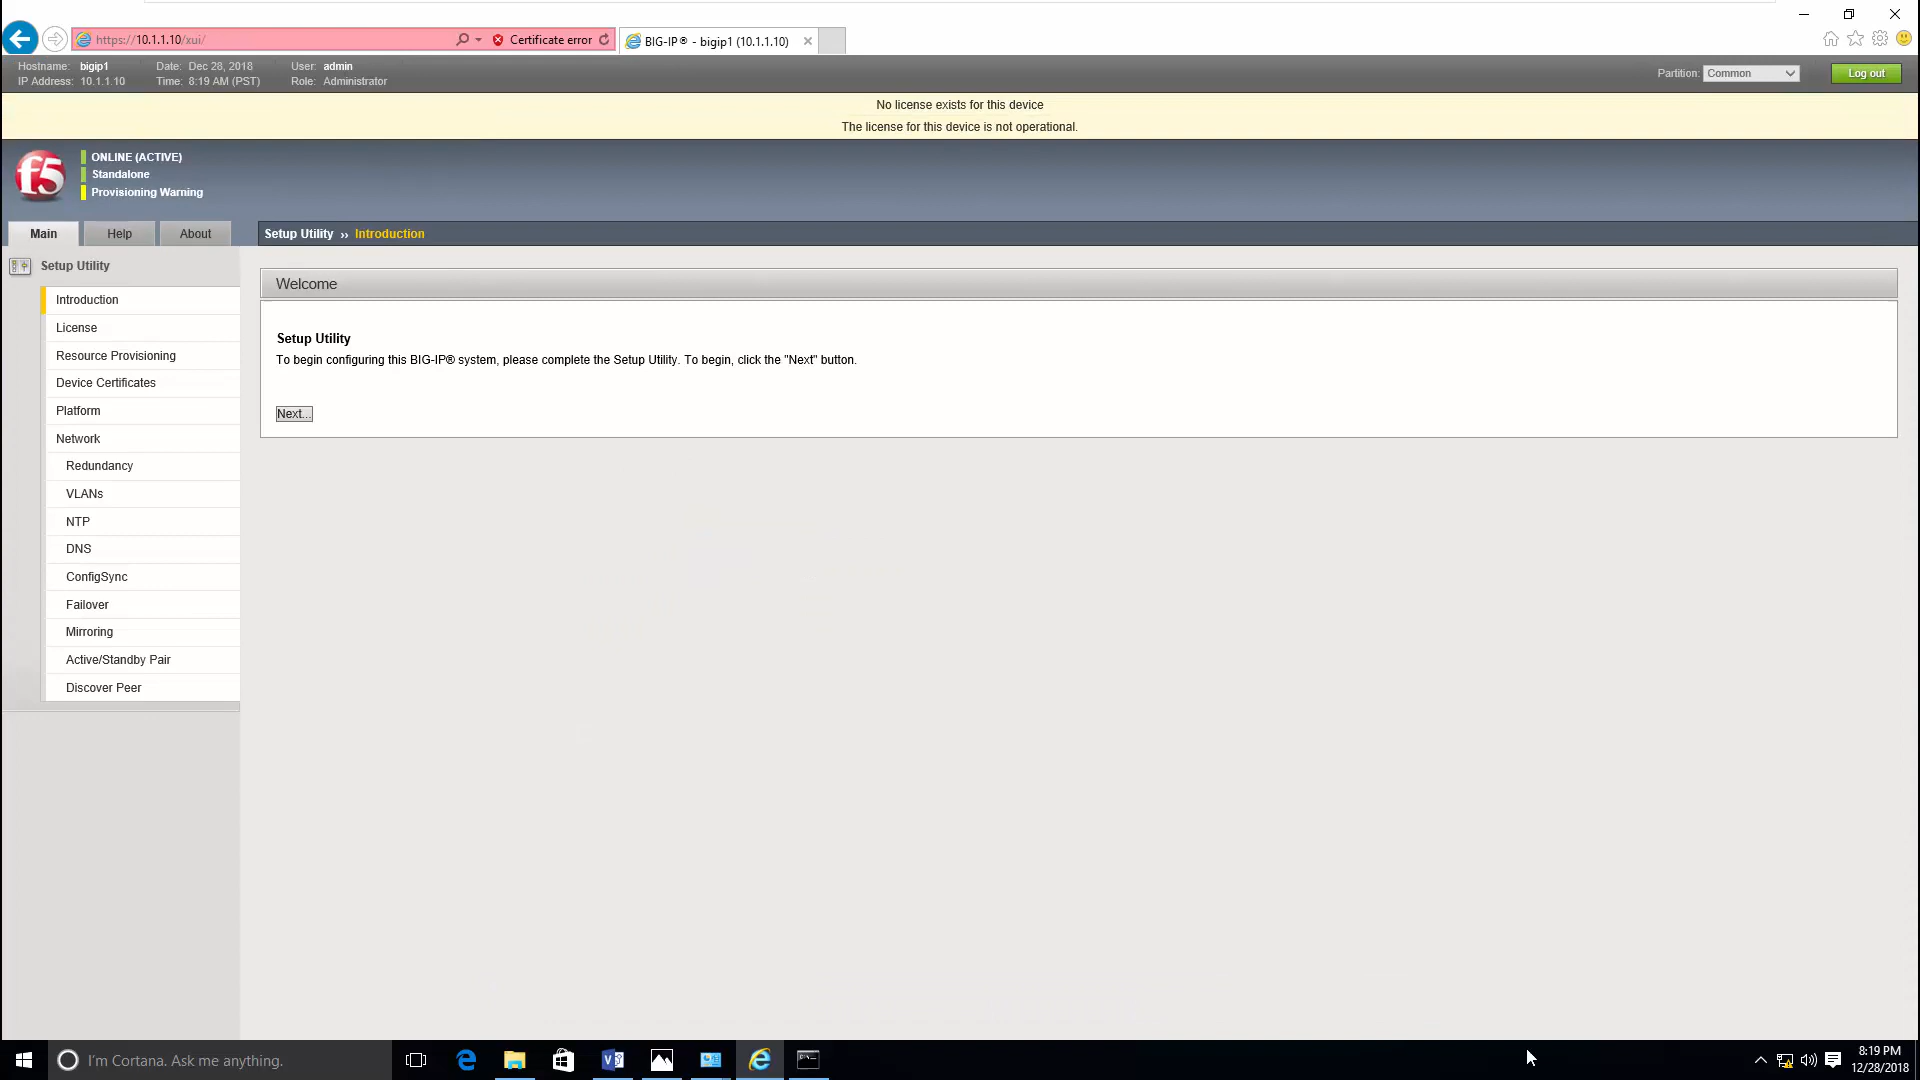 https://10.1.1.10/xui/
Certificate error
BIG-IP® - bigip1 (10.1.1.10)
Hostname: bigip1 Date: Dec 28, 2018 User: admin
IP Address: 10.1.1.10 Time: 8:19 AM (PST) Role: Administrator
Partition: Common
Log out
No license exists for this device
The license for this device is not operational.
f5
ONLINE (ACTIVE)
Standalone
Provisioning Warning
Main Help About
Setup Utility ›› Introduction
Setup Utility
Introduction
License
Resource Provisioning
Device Certificates
Platform
Network
Redundancy
VLANs
NTP
DNS
ConfigSync
Failover
Mirroring
Active/Standby Pair
Discover Peer
Welcome
Setup Utility
To begin configuring this BIG-IP® system, please complete the Setup Utility. To begin, click the "Next" button.
Next...
I'm Cortana. Ask me anything.
8:19 PM
12/28/2018